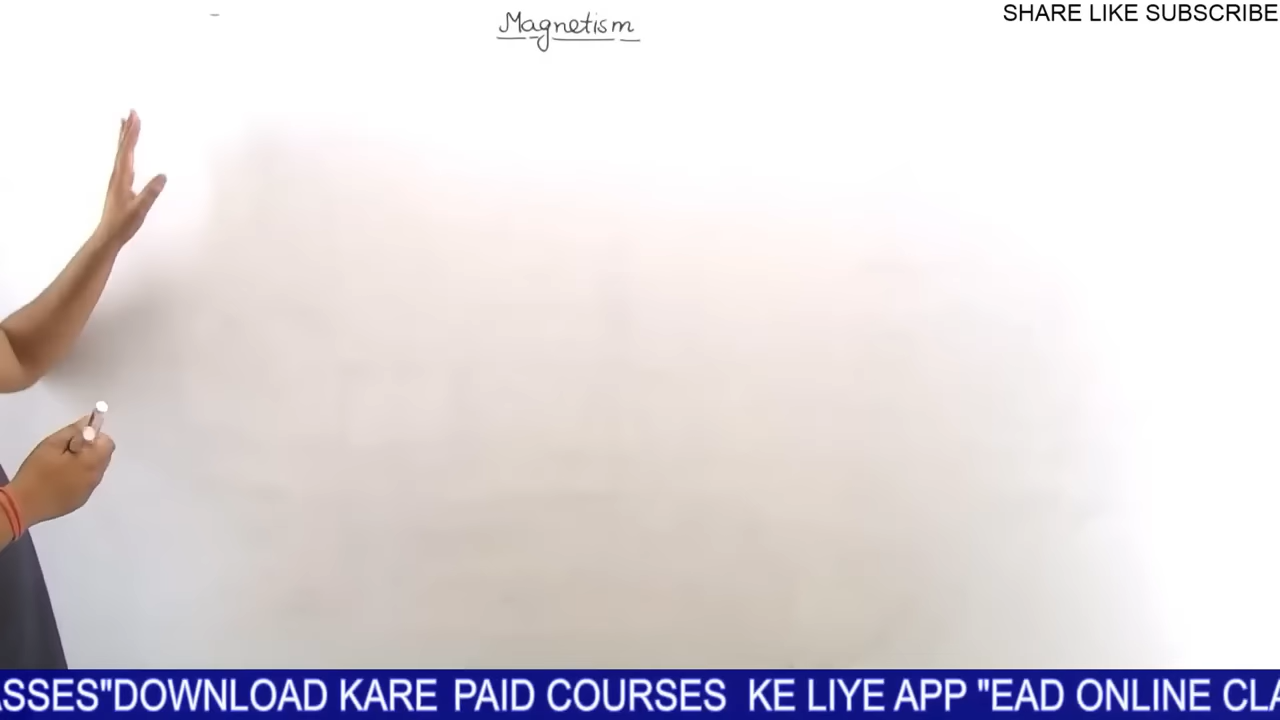 Magnetism
SHARE LIKE SUBSCRIBE
ASSES"DOWNLOAD KARE PAID COURSES KE LIYE APP "EAD ONLINE CLA